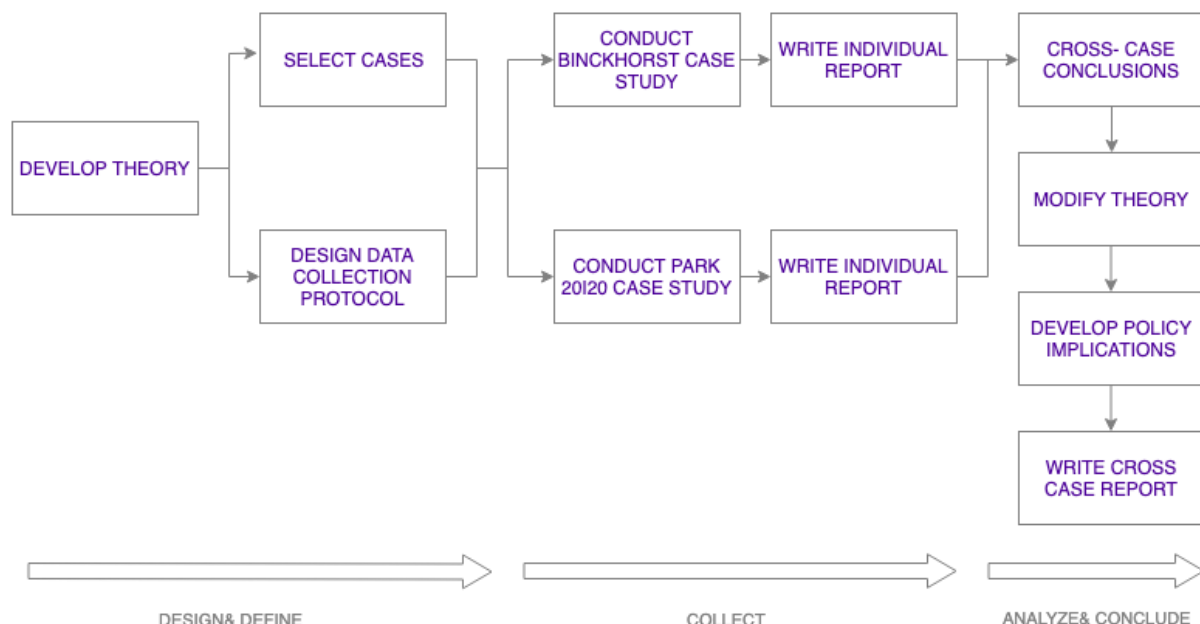 DEVELOP THEORY
SELECT CASES
DESIGN DATA
COLLECTION
PROTOCOL
CONDUCT
BINCKHORST CASE
STUDY
WRITE INDIVIDUAL
REPORT
CONDUCT PARK
20I20 CASE STUDY
WRITE INDIVIDUAL
REPORT
CROSS- CASE
CONCLUSIONS
MODIFY THEORY
DEVELOP POLICY
IMPLICATIONS
WRITE CROSS
CASE REPORT
DESIGN& DEFINE
COLLECT
ANALYZE& CONCLUDE